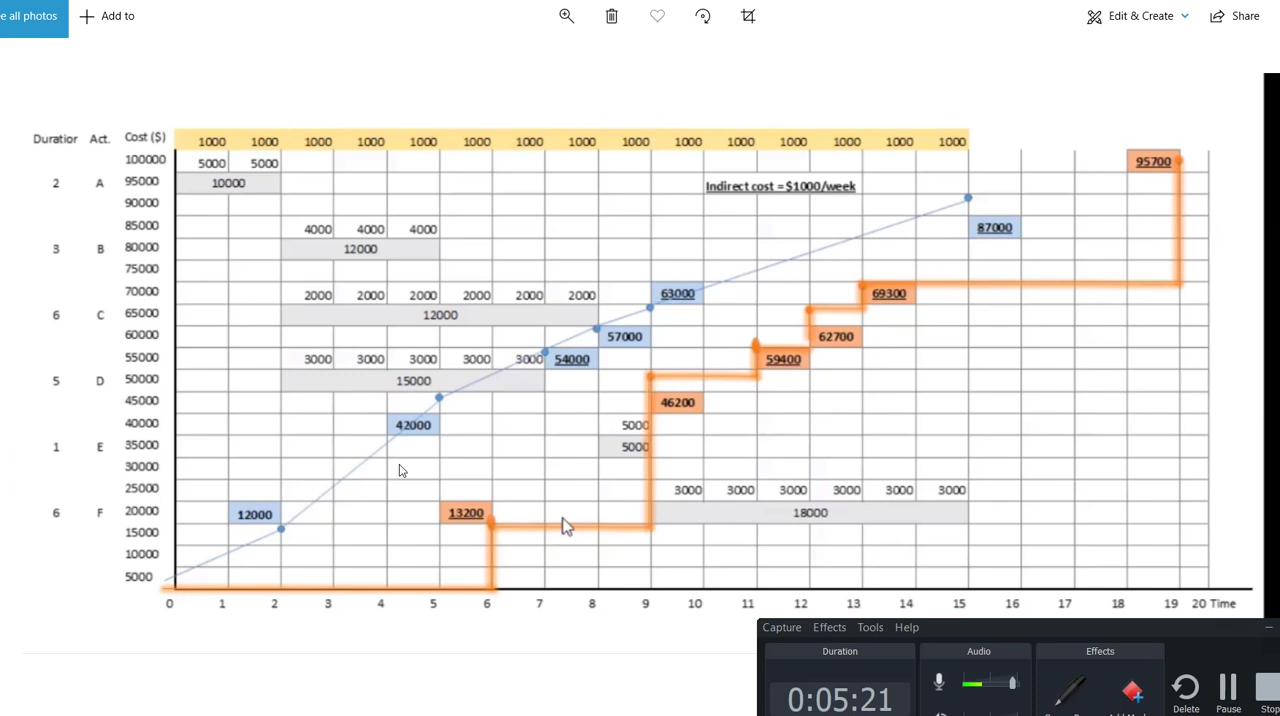 e all photos Add to Edit & Create Share
Duratior Act. Cost ($) 1000 1000 1000 1000 1000 1000 1000 1000 1000 1000 1000 1000 1000 1000 1000
100000 5000 5000 95700
2 A 95000 10000 Indirect cost = $1000/week
90000
85000 4000 4000 4000 87000
3 B 80000 12000
75000
70000 2000 2000 2000 2000 2000 2000 63000 69300
6 C 65000 12000
60000 57000 62700
55000 3000 3000 3000 3000 3000 54000 59400
5 D 50000 15000
45000 46200
40000 42000 5000
1 E 35000 5000
30000
25000 3000 3000 3000 3000 3000 3000
6 F 20000 12000 13200 18000
15000
10000
5000
0 1 2 3 4 5 6 7 8 9 10 11 12 13 14 15 16 17 18 19 20 Time
Capture Effects Tools Help
Duration Audio Effects
0:05:21
Delete Pause Stop